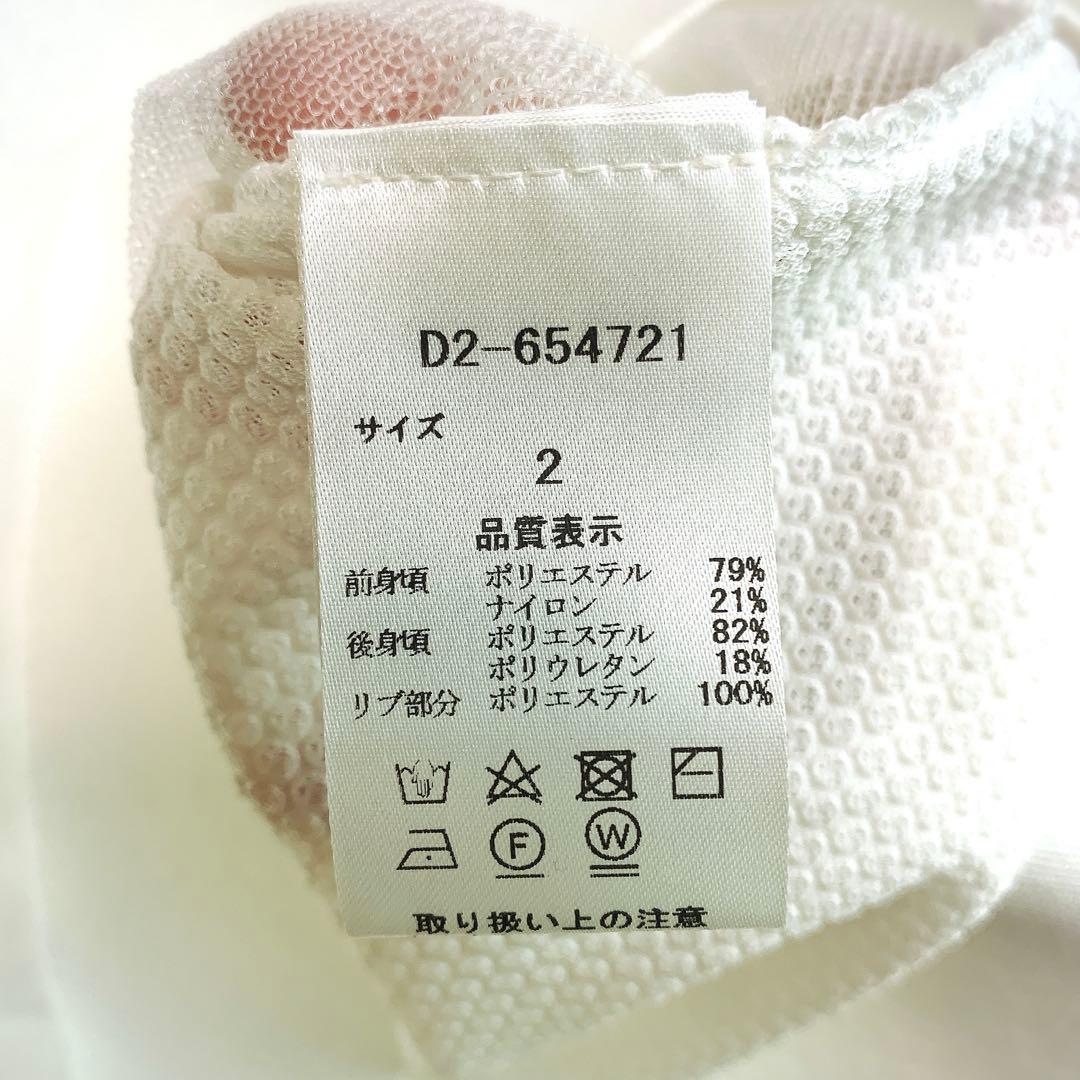 D2-654721
サイズ
2
品質表示
前身頃 ポリエステル 79%
ナイロン 21%
後身頃 ポリエステル 82%
ポリウレタン 18%
リブ部分 ポリエステル 100%
F W
取り扱い上の注意